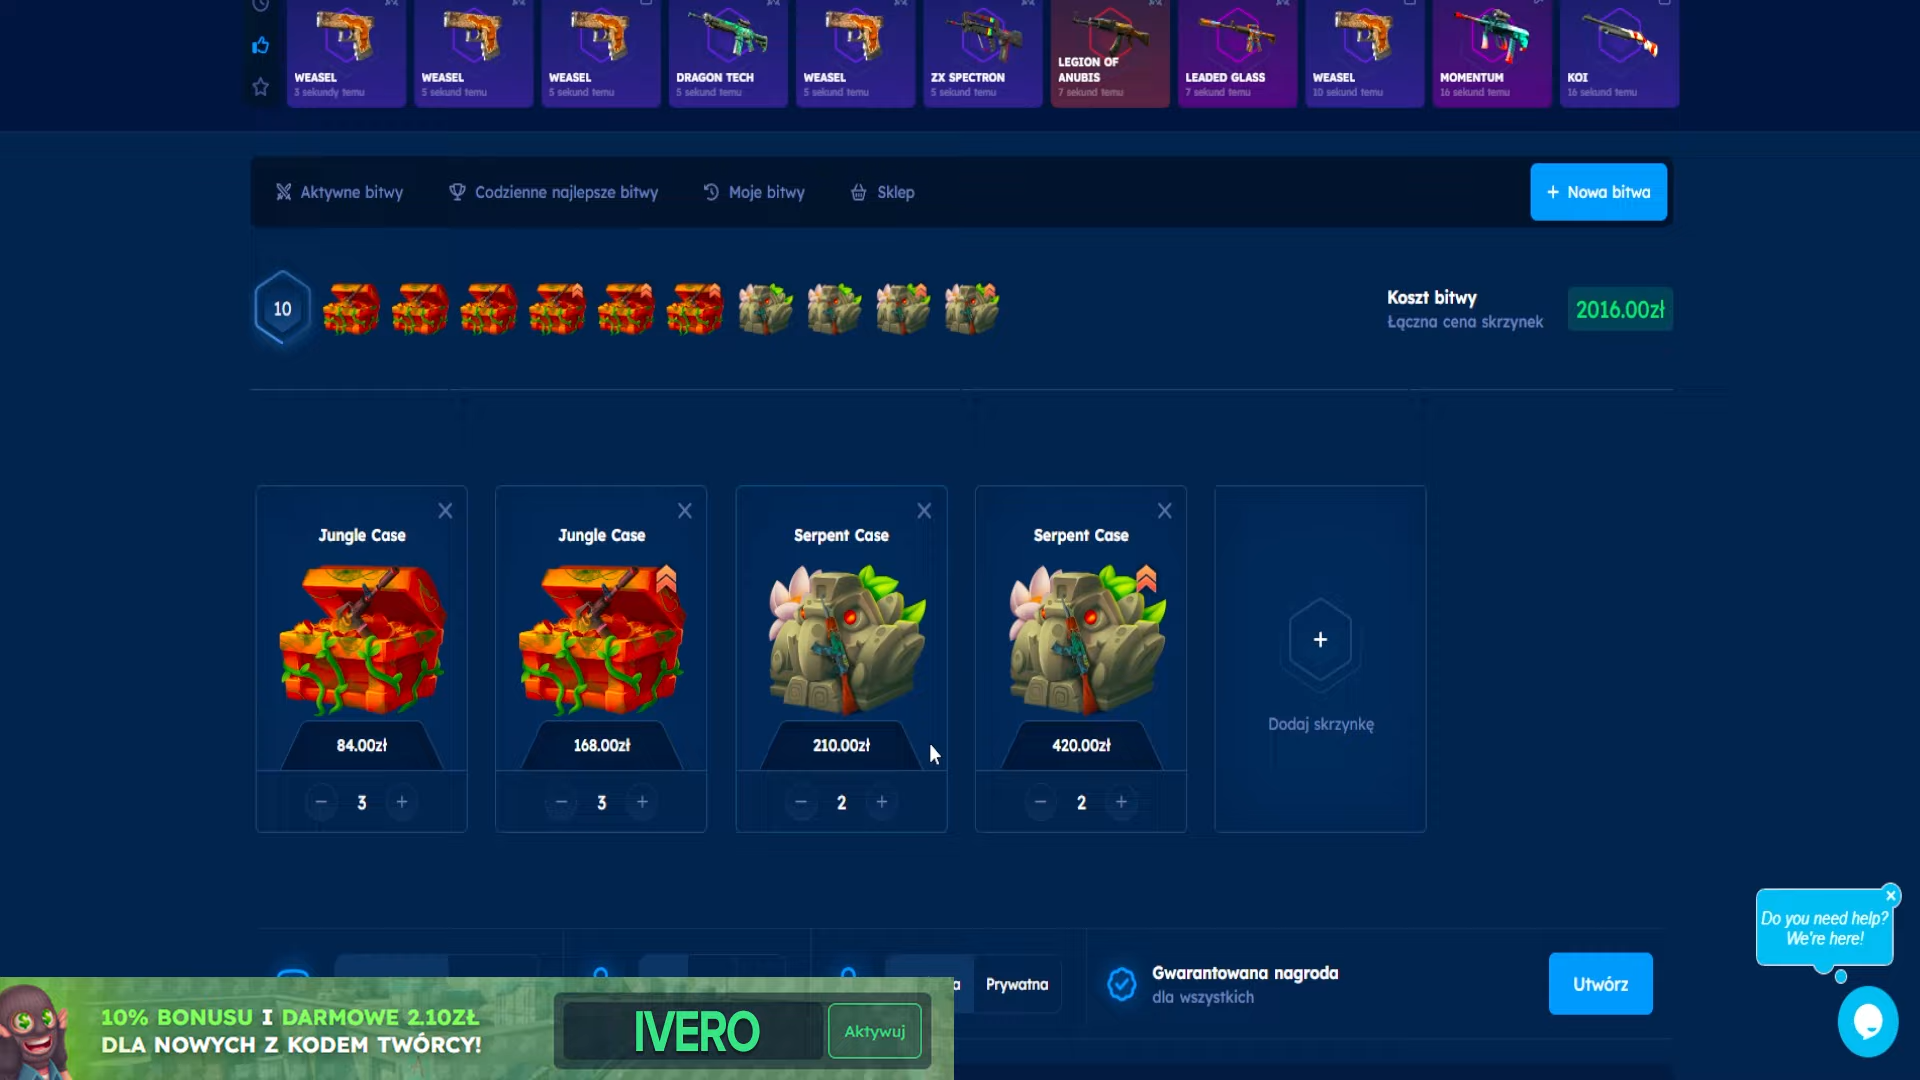 WEASEL
3 sekundy temu
WEASEL
5 sekund temu
WEASEL
5 sekund temu
DRAGON TECH
5 sekund temu
WEASEL
5 sekund temu
ZX SPECTRON
5 sekund temu
LEGION OF
ANUBIS
7 sekund temu
LEADED GLASS
7 sekund temu
WEASEL
10 sekund temu
MOMENTUM
16 sekund temu
KOI
16 sekund temu
Aktywne bitwy
Codzienne najlepsze bitwy
Moje bitwy
Sklep
+ Nowa bitwa
10
Koszt bitwy
Łączna cena skrzynek
2016.00zł
Jungle Case
84.00zł
− 3 +
Jungle Case
168.00zł
− 3 +
Serpent Case
210.00zł
− 2 +
Serpent Case
420.00zł
− 2 +
+
Dodaj skrzynkę
Do you need help?
We're here!
a
Prywatna
Gwarantowana nagroda
dla wszystkich
Utwórz
10% BONUSU I DARMOWE 2.10ZŁ
DLA NOWYCH Z KODEM TWÓRCY!
IVERO
Aktywuj